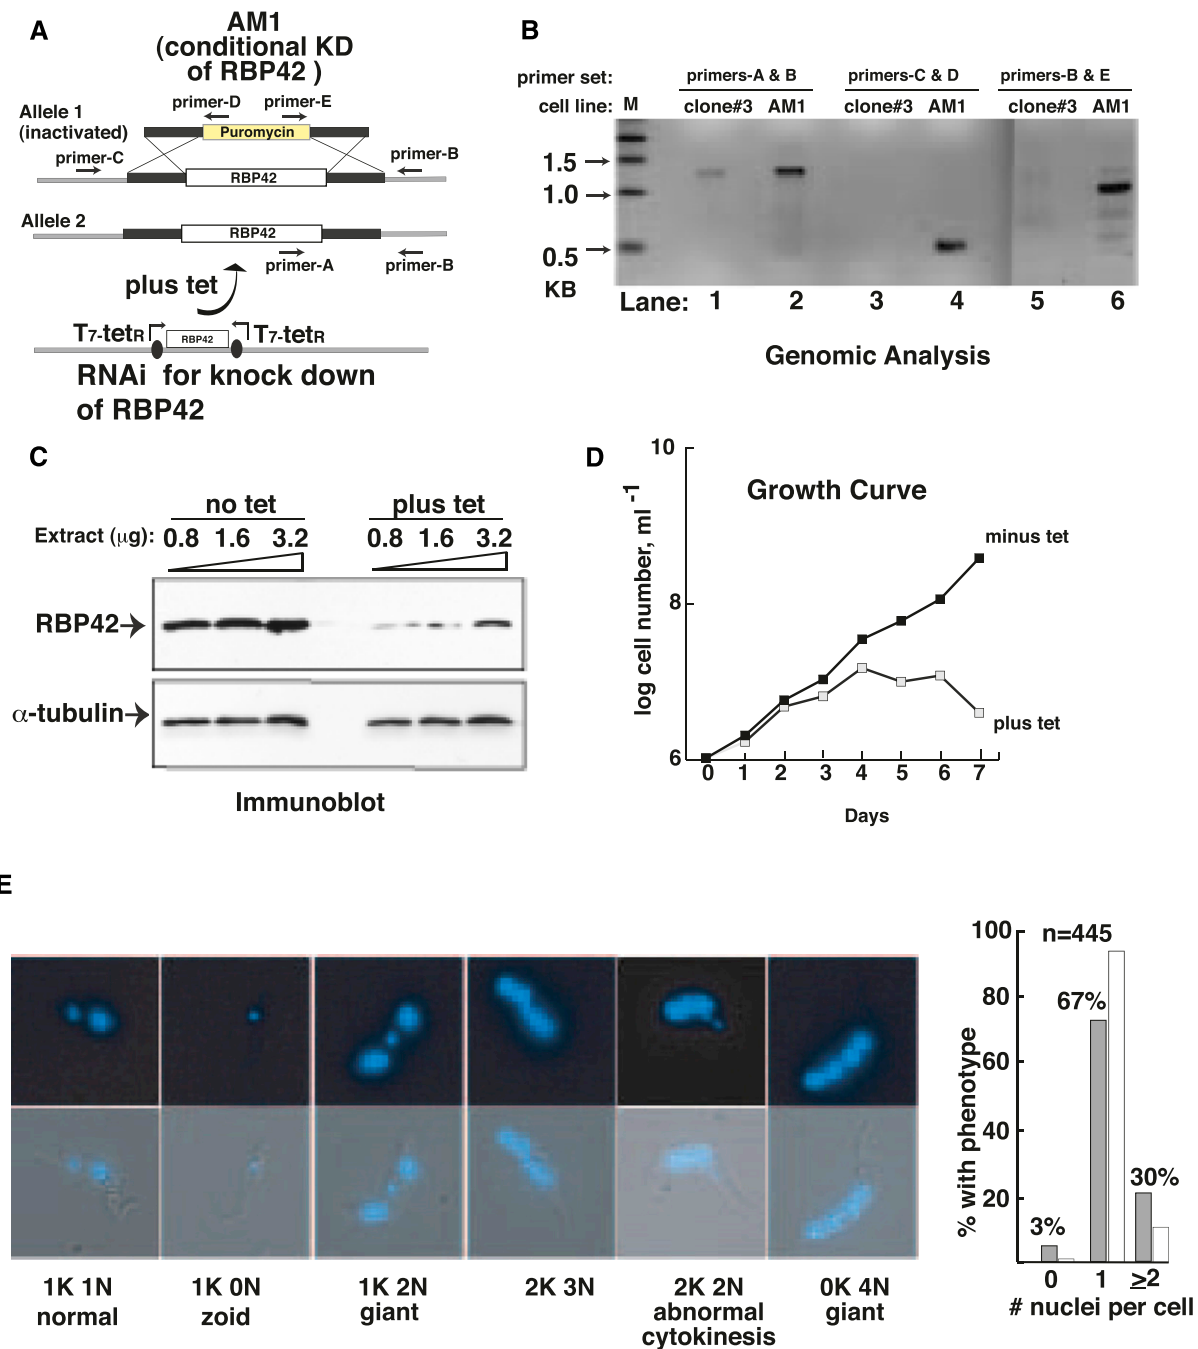 A
AM1
(conditional KD
of RBP42 )
primer-D
primer-E
Allele 1
(inactivated)
Puromycin
primer-C
primer-B
RBP42
Allele 2
RBP42
primer-A
primer-B
plus tet
T7-tetR
RBP42
T7-tetR
RNAi for knock down
of RBP42
B
primer set:
primers-A & B
primers-C & D
primers-B & E
cell line:
M
clone#3
AM1
clone#3
AM1
clone#3
AM1
1.5
1.0
0.5
KB
Lane:
1
2
3
4
5
6
Genomic Analysis
C
no tet
plus tet
Extract (µg):
0.8
1.6
3.2
0.8
1.6
3.2
RBP42
α-tubulin
Immunoblot
D
Growth Curve
log cell number, ml -1
10
8
6
minus tet
plus tet
0
1
2
3
4
5
6
7
Days
E
1K 1N
normal
1K 0N
zoid
1K 2N
giant
2K 3N
2K 2N
abnormal
cytokinesis
0K 4N
giant
% with phenotype
100
80
60
40
20
n=445
67%
30%
3%
0
1
≥2
# nuclei per cell